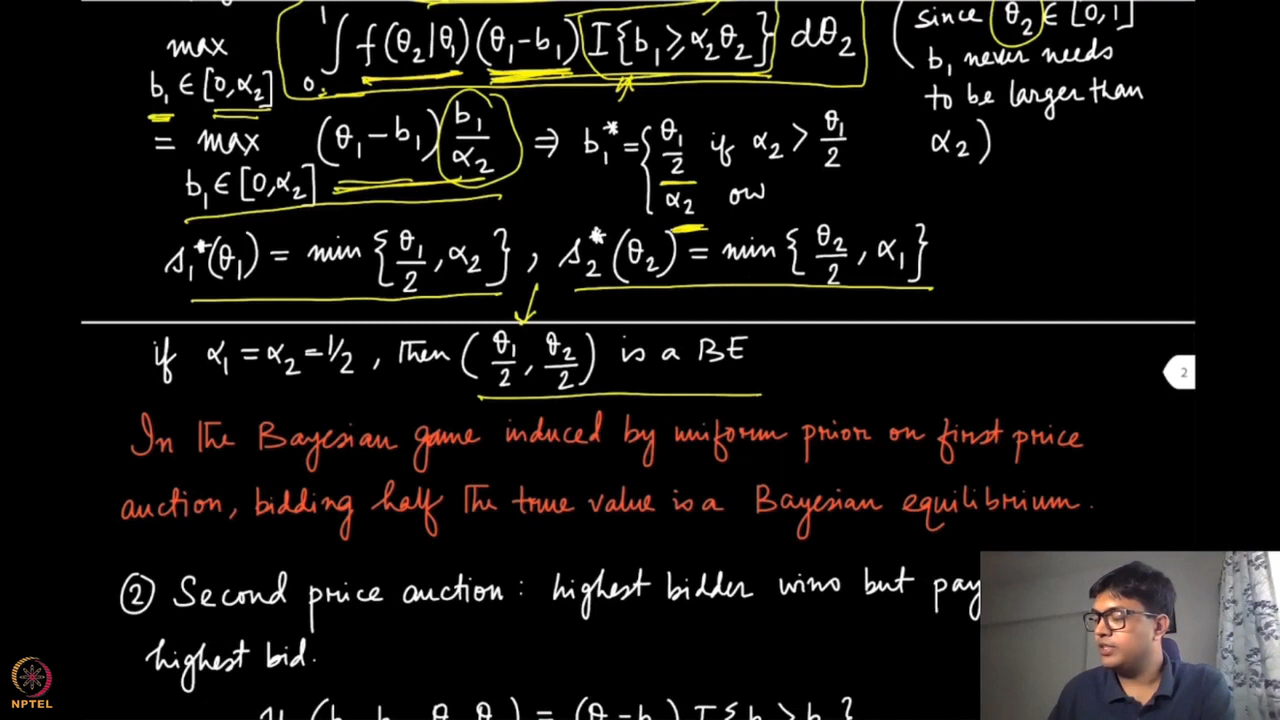 max ∫₀¹ f(θ₂|θ₁)(θ₁-b₁) I{b₁ ≥ α₂θ₂} dθ₂ (since θ₂ ∈ [0,1]
b₁ ∈ [0,α₂] b₁ never needs
to be larger than
α₂)
= max (θ₁-b₁) b₁/α₂ ⇒ b₁* = { θ₁/2 if α₂ > θ₁/2
b₁ ∈ [0,α₂] α₂ ow
s₁*(θ₁) = min { θ₁/2, α₂ }, s₂*(θ₂) = min { θ₂/2, α₁ }
if α₁ = α₂ = 1/2, then (θ₁/2, θ₂/2) is a BE
In the Bayesian game induced by uniform prior on first price
auction, bidding half the true value is a Bayesian equilibrium.
② Second price auction: highest bidder wins but pay
highest bid.
2
NPTEL